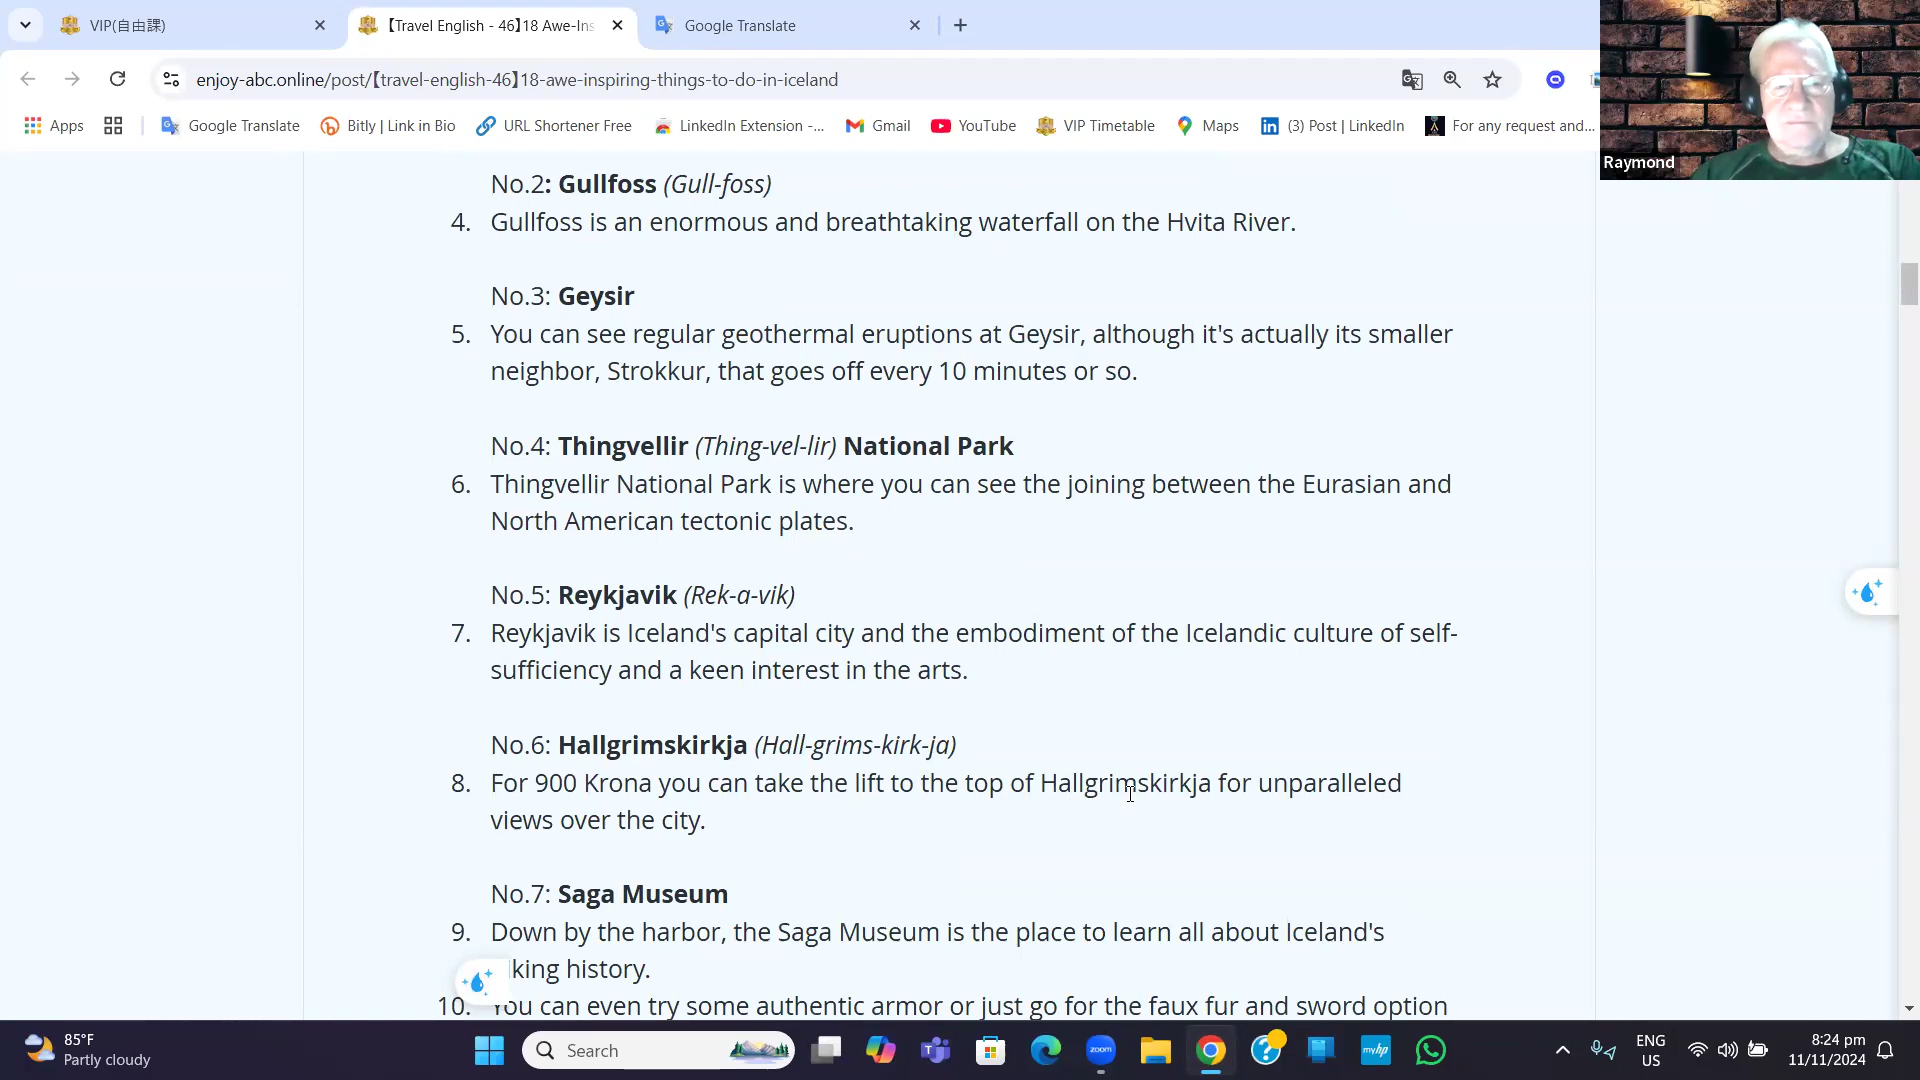 VIP(自由課)
【Travel English - 46】18 Awe-Ins
Google Translate
enjoy-abc.online/post/【travel-english-46】18-awe-inspiring-things-to-do-in-iceland
Apps
Google Translate
Bitly | Link in Bio
URL Shortener Free
LinkedIn Extension -...
Gmail
YouTube
VIP Timetable
Maps
(3) Post | LinkedIn
For any request and...
Raymond
No.2: Gullfoss (Gull-foss)
4. Gullfoss is an enormous and breathtaking waterfall on the Hvita River.
No.3: Geysir
5. You can see regular geothermal eruptions at Geysir, although it's actually its smaller
neighbor, Strokkur, that goes off every 10 minutes or so.
No.4: Thingvellir (Thing-vel-lir) National Park
6. Thingvellir National Park is where you can see the joining between the Eurasian and
North American tectonic plates.
No.5: Reykjavik (Rek-a-vik)
7. Reykjavik is Iceland's capital city and the embodiment of the Icelandic culture of self-
sufficiency and a keen interest in the arts.
No.6: Hallgrimskirkja (Hall-grims-kirk-ja)
8. For 900 Krona you can take the lift to the top of Hallgrimskirkja for unparalleled
views over the city.
No.7: Saga Museum
9. Down by the harbor, the Saga Museum is the place to learn all about Iceland's
iking history.
10. You can even try some authentic armor or just go for the faux fur and sword option
85°F
Partly cloudy
Search
zoom
myhp
ENG
US
8:24 pm
11/11/2024